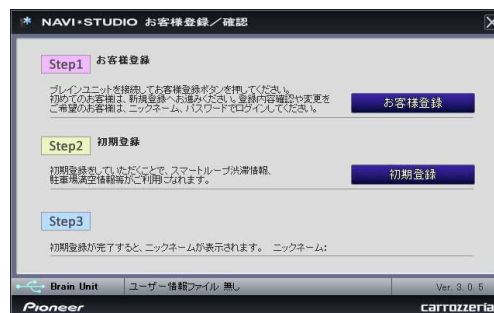 NAVI・STUDIO お客様登録／確認
Step1 お客様登録
ブレインユニットを接続してお客様登録ボタンを押してください。
初めてのお客様は、新規登録へお進みください。登録内容確認や変更を
ご希望のお客様は、ニックネーム、パスワードでログインしてください。
お客様登録
Step2 初期登録
初期登録をしていただくことで、スマートループ渋滞情報、
駐車場満空情報等がご利用になれます。
初期登録
Step3
初期登録が完了すると、ニックネームが表示されます。 ニックネーム:
Brain Unit ユーザー情報ファイル 無し Ver. 3. 0. 5
Pioneer carrozzeria